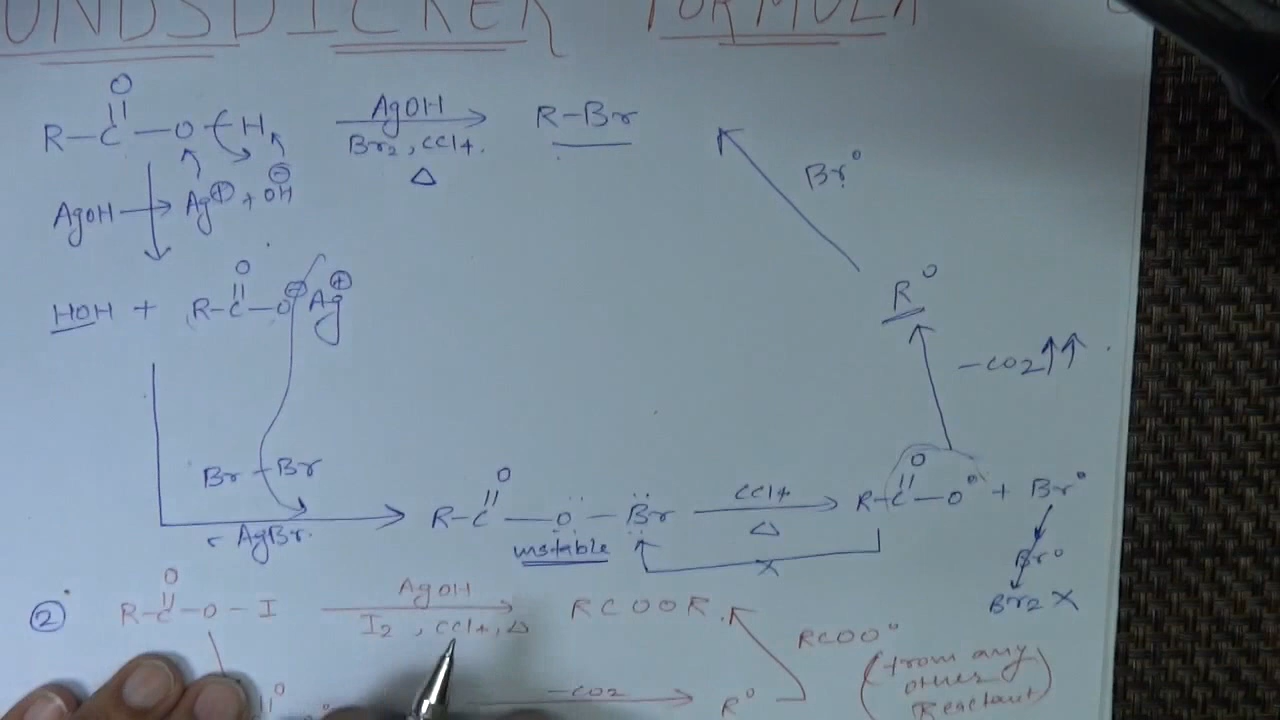 UNDSDICKER FORMULA
O
R-C-O-H AgOH R-Br
Br2, CCl4.
△
Br°
AgOH → Ag⊕ + OH⊖
R°
O
HOH + R-C-O⊖ Ag⊕
-CO2↑↑
Br-Br
O O
R-C-O-Br CCl4 R-C-O° + Br°
AgBr. △
unstable x Br°
Br2 X
② O
R-C-O-I AgOH RCOOR.
I2, CCl4, △
RCOO°
(from any
other
Reactant)
O
-CO2 R°